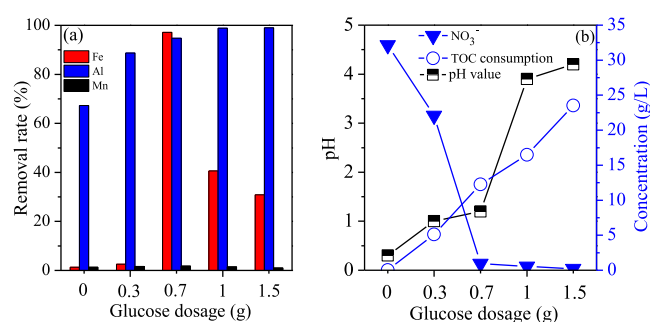 (a)
Fe
Al
Mn
Removal rate (%)
100
80
60
40
20
0
0 0.3 0.7 1 1.5
Glucose dosage (g)
(b)
NO₃⁻
TOC consumption
pH value
pH
5
4
3
2
1
0
Concentration (g/L)
35
30
25
20
15
10
5
0
0 0.3 0.7 1 1.5
Glucose dosage (g)